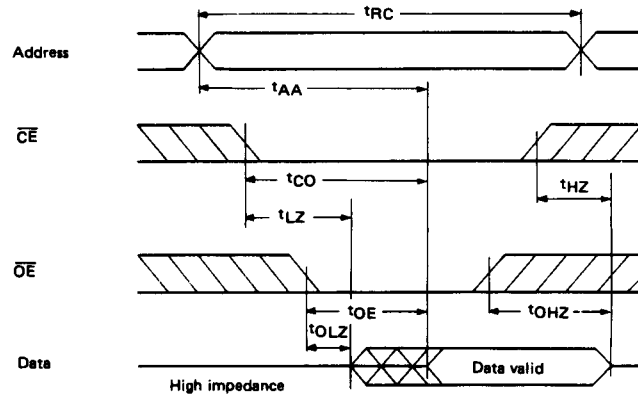 tRC
Address
tAA
CE
tCO
tHZ
tLZ
OE
tOE
tOHZ
tOLZ
Data
Data valid
High impedance